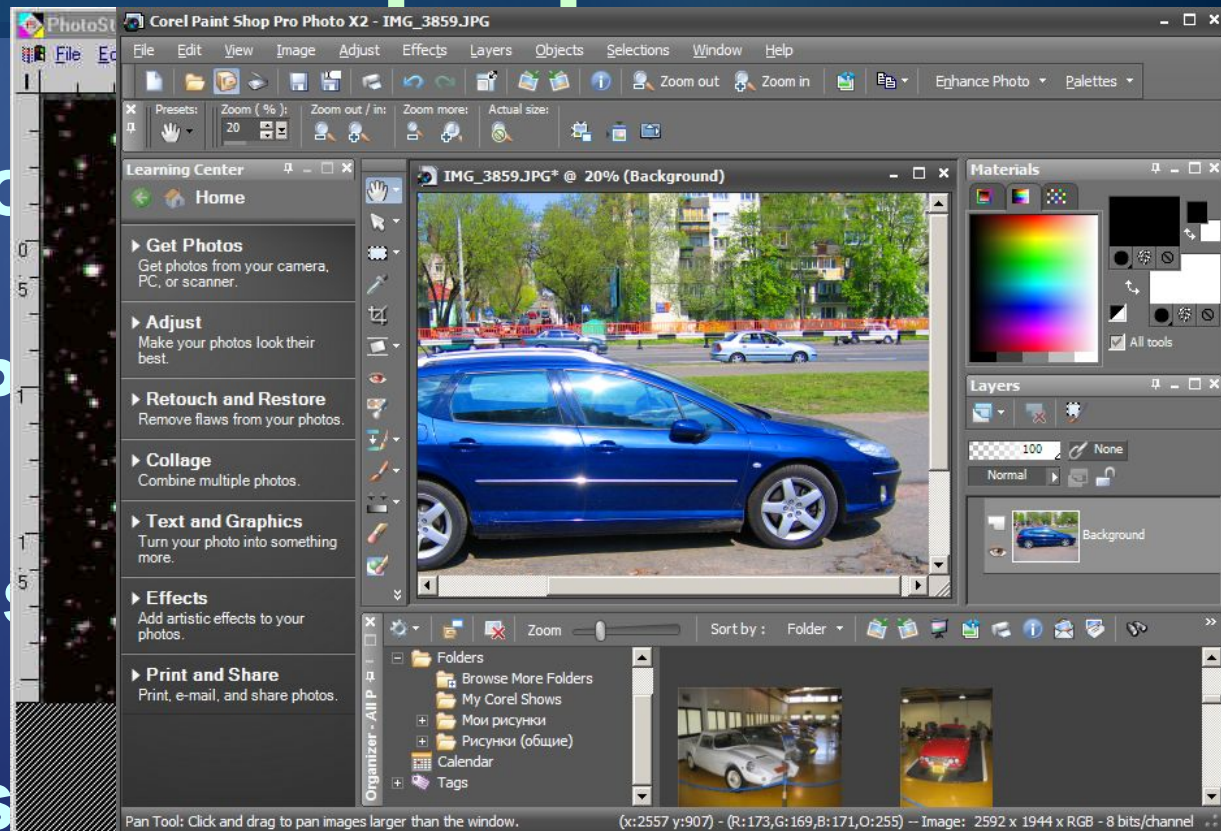 PhotoSt
File Ed
Corel Paint Shop Pro Photo X2 - IMG_3859.JPG
File Edit View Image Adjust Effects Layers Objects Selections Window Help
Zoom out Zoom in Enhance Photo Palettes
Presets: Zoom ( % ): Zoom out / in: Zoom more: Actual size:
20
Learning Center
Home
Get Photos
Get photos from your camera,
PC, or scanner.
Adjust
Make your photos look their
best.
Retouch and Restore
Remove flaws from your photos.
Collage
Combine multiple photos.
Text and Graphics
Turn your photo into something
more.
Effects
Add artistic effects to your
photos.
Print and Share
Print, e-mail, and share photos.
IMG_3859.JPG* @ 20% (Background)
Materials
All tools
Layers
100 None
Normal
Background
Organizer - All P
Zoom Sort by : Folder
Folders
Browse More Folders
My Corel Shows
Мои рисунки
Рисунки (общие)
Calendar
Tags
Pan Tool: Click and drag to pan images larger than the window. (x:2557 y:907) - (R:173,G:169,B:171,O:255) -- Image: 2592 x 1944 x RGB - 8 bits/channel
0
5
1
1
5